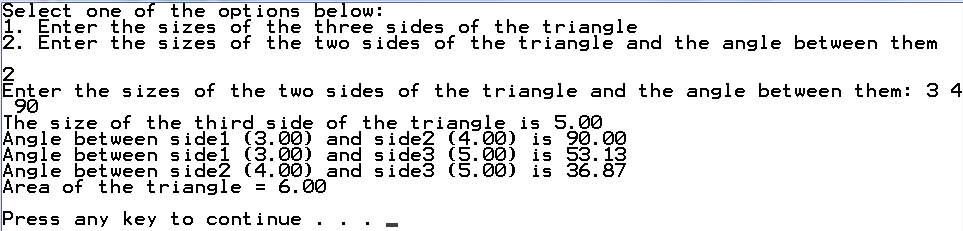 Select one of the options below:
1. Enter the sizes of the three sides of the triangle
2. Enter the sizes of the two sides of the triangle and the angle between them
2
Enter the sizes of the two sides of the triangle and the angle between them: 3 4
90
The size of the third side of the triangle is 5.00
Angle between side1 (3.00) and side2 (4.00) is 90.00
Angle between side1 (3.00) and side3 (5.00) is 53.13
Angle between side2 (4.00) and side3 (5.00) is 36.87
Area of the triangle = 6.00
Press any key to continue . . . _